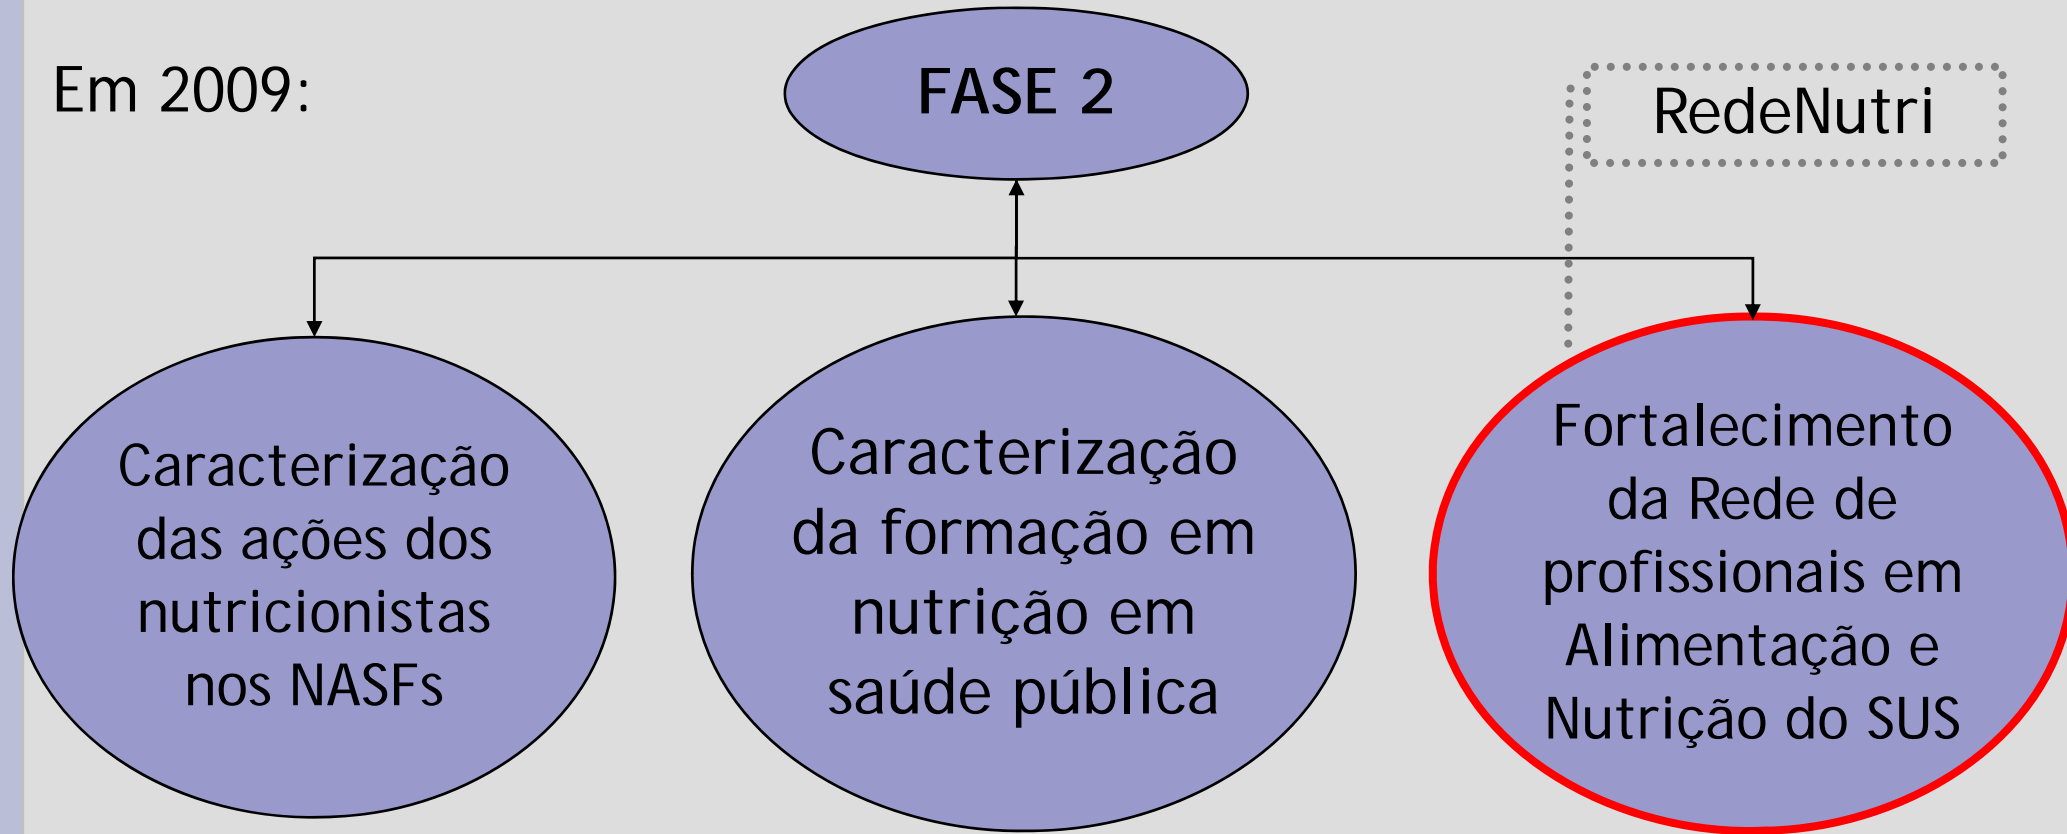 Em 2009:
FASE 2
RedeNutri
Caracterização
das ações dos
nutricionistas
nos NASFs
Caracterização
da formação em
nutrição em
saúde pública
Fortalecimento
da Rede de
profissionais em
Alimentação e
Nutrição do SUS